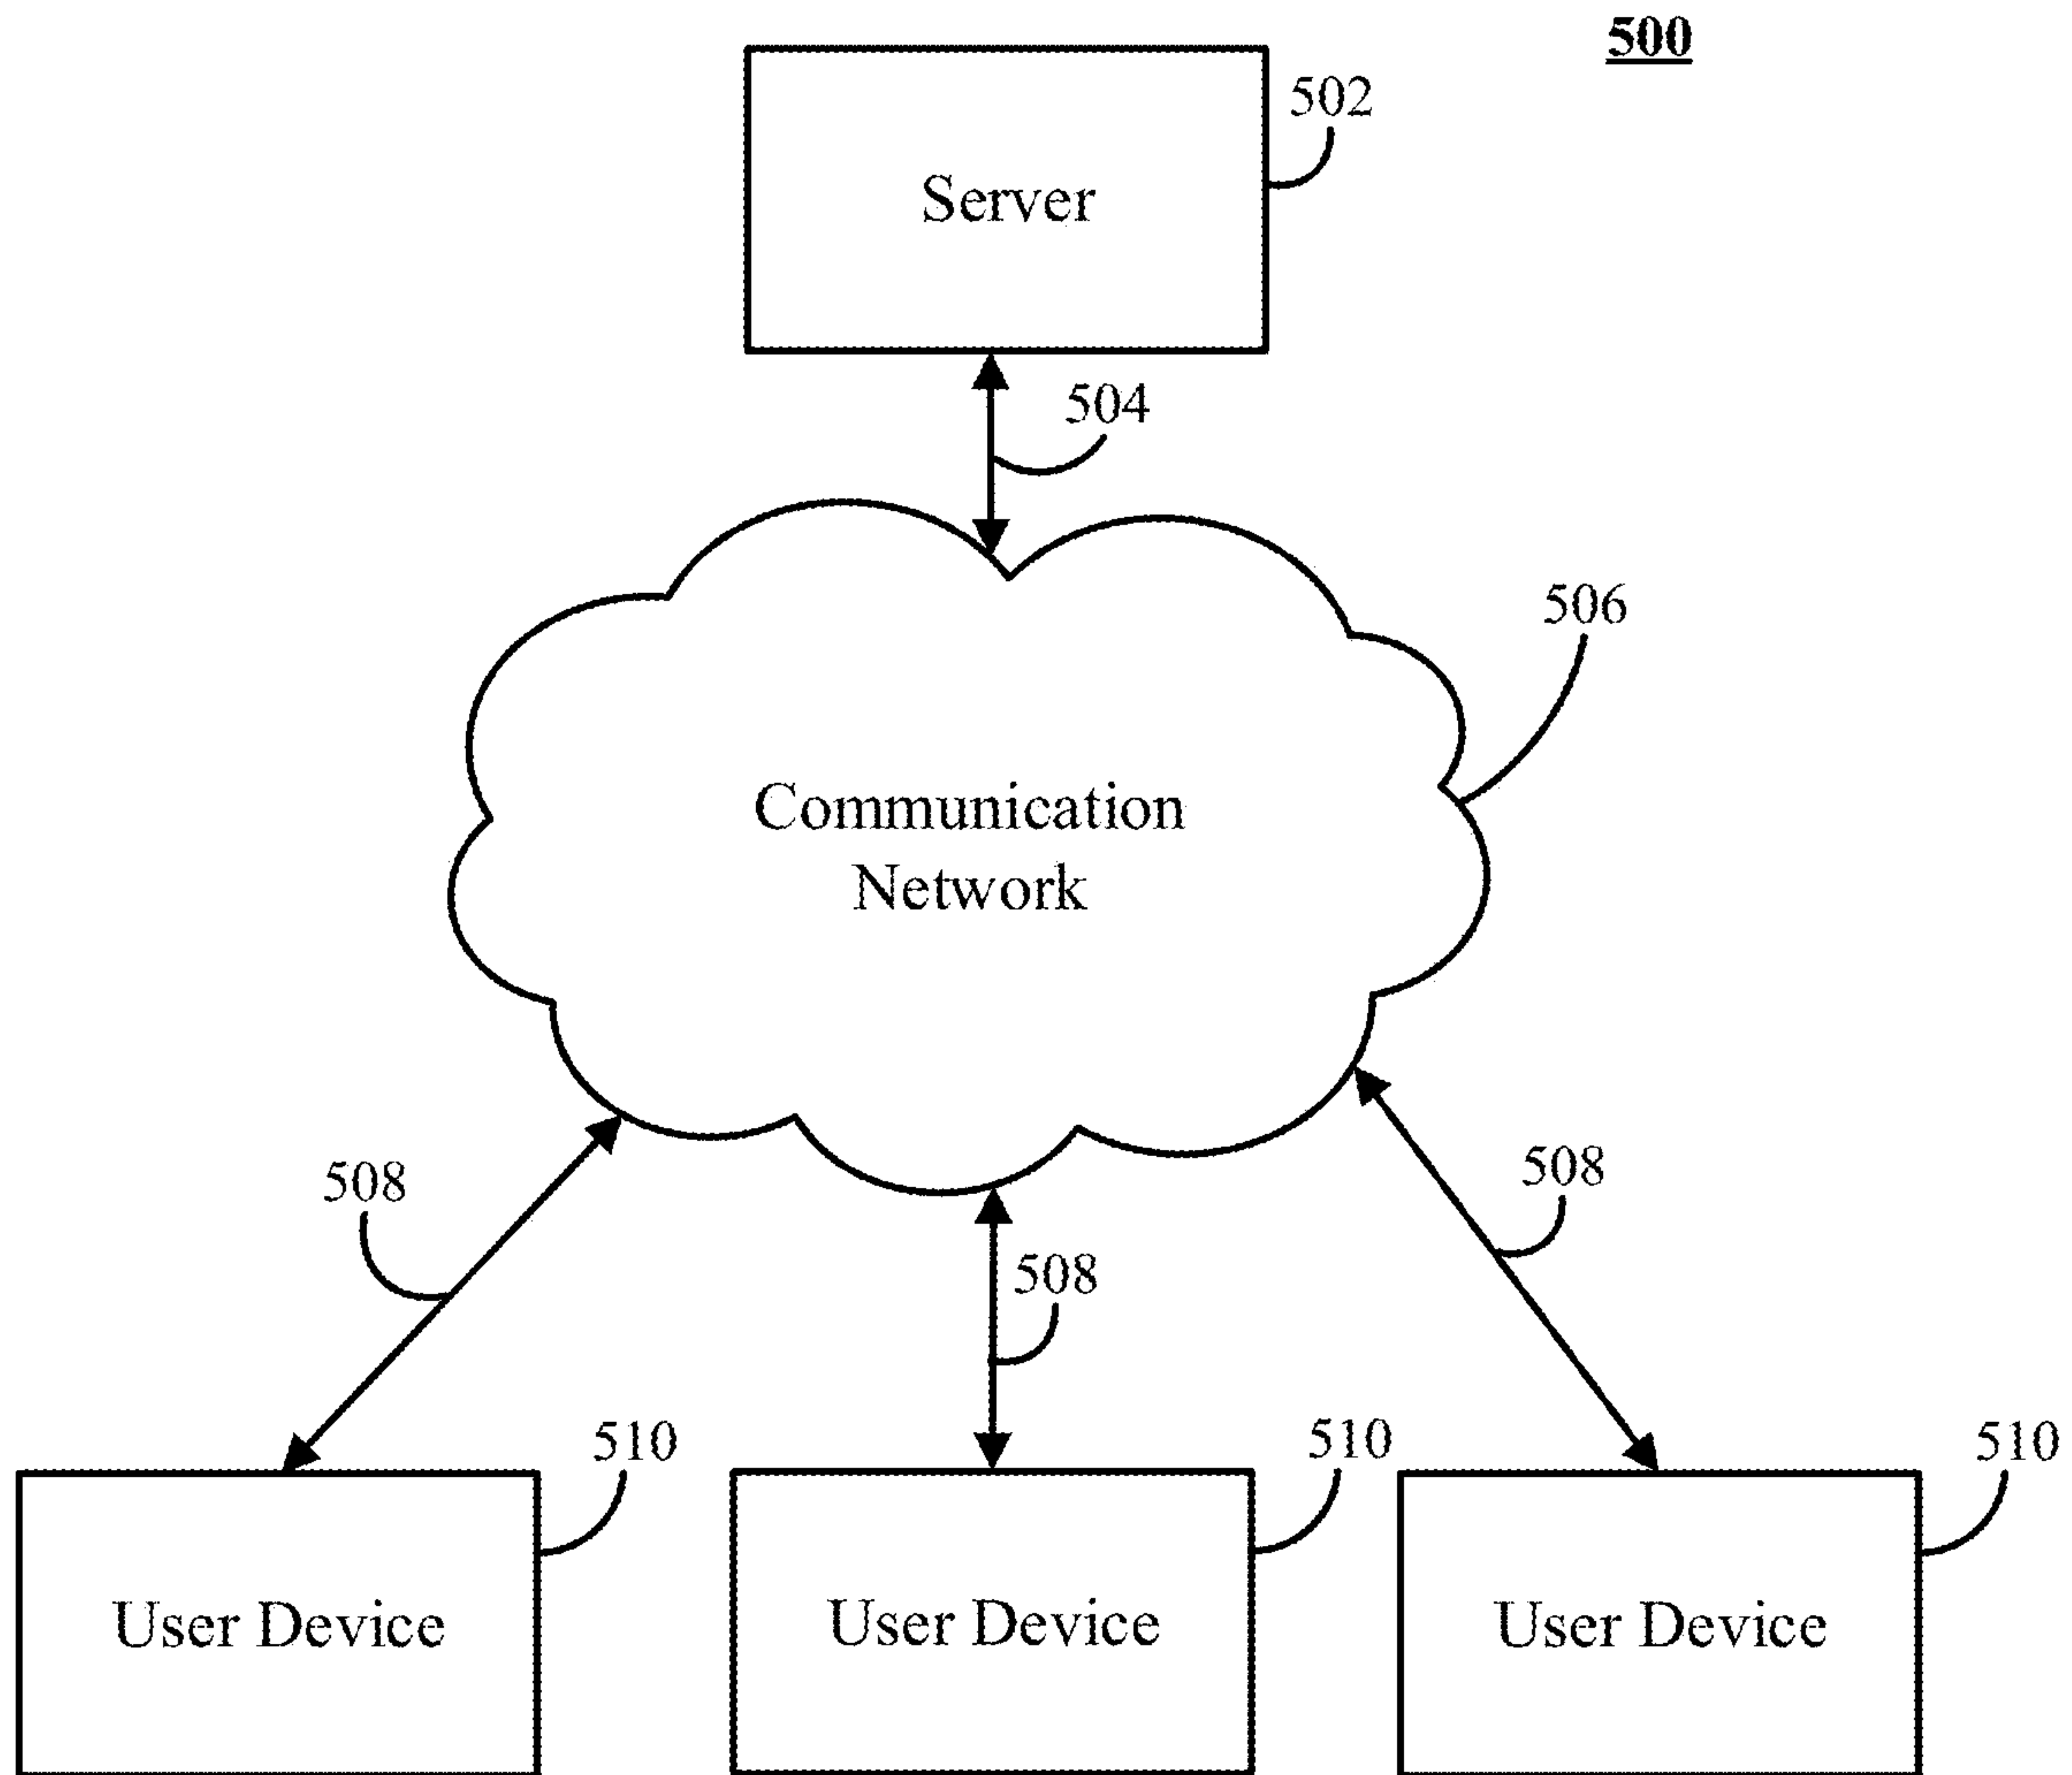 500
502
Server
504
506
Communication
Network
508
508
508
510
510
510
User Device
User Device
User Device